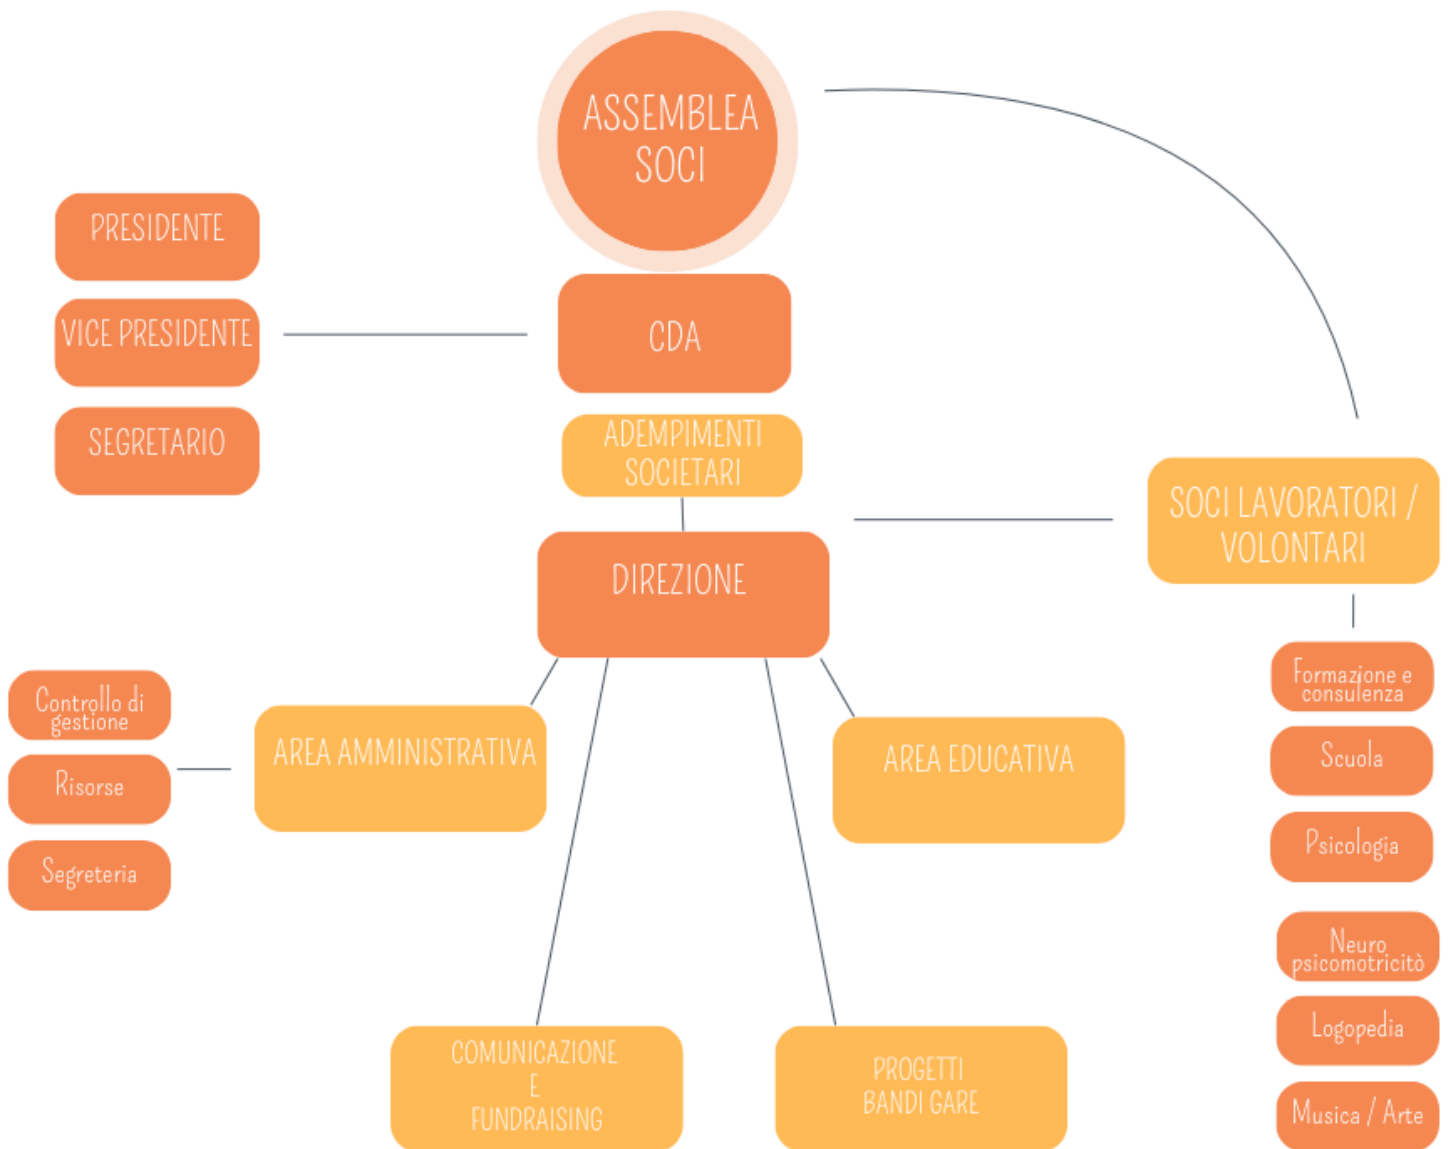 ASSEMBLEA
SOCI
PRESIDENTE
VICE PRESIDENTE
SEGRETARIO
CDA
ADEMPIMENTI
SOCIETARI
DIREZIONE
SOCI LAVORATORI /
VOLONTARI
Controllo di
gestione
Risorse
Segreteria
AREA AMMINISTRATIVA
AREA EDUCATIVA
COMUNICAZIONE
E
FUNDRAISING
PROGETTI
BANDI GARE
Formazione e
consulenza
Scuola
Psicologia
Neuro
psicomotricitò
Logopedia
Musica / Arte